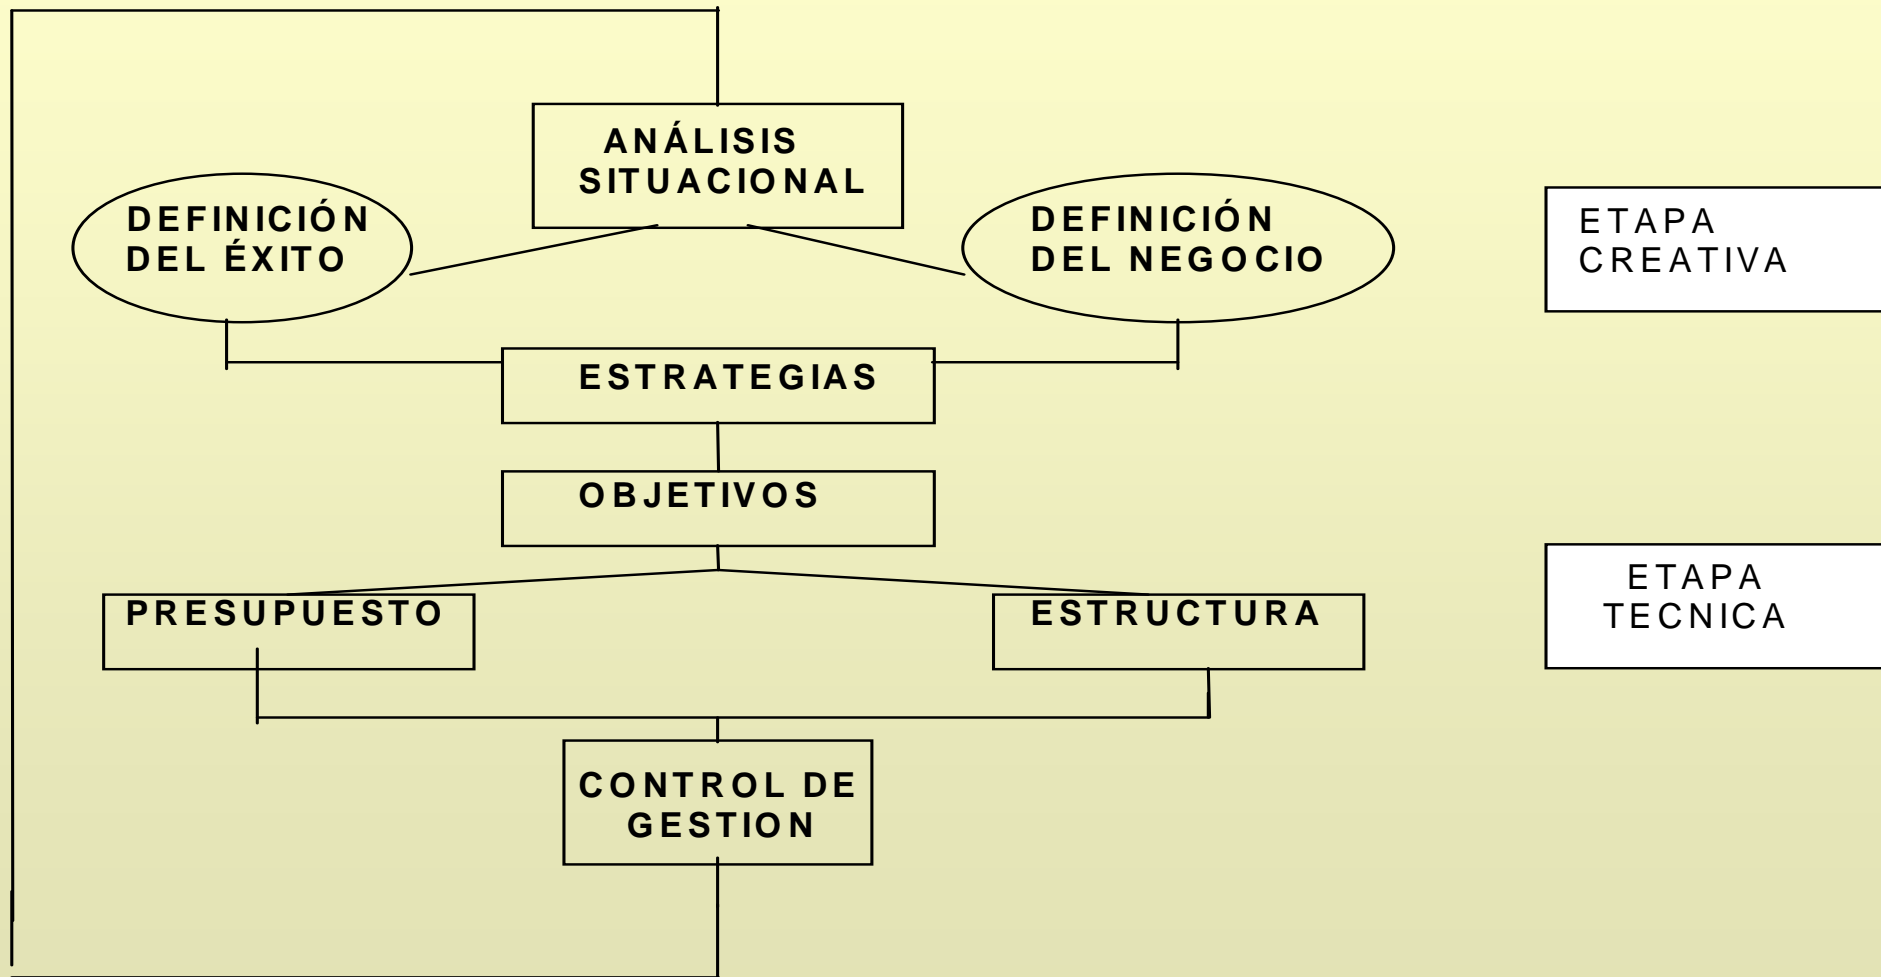 ANÁLISIS
SITUACIONAL
DEFINICIÓN
DEL ÉXITO
DEFINICIÓN
DEL NEGOCIO
ETAPA
CREATIVA
ESTRATEGIAS
OBJETIVOS
PRESUPUESTO
ESTRUCTURA
ETAPA
TECNICA
CONTROL DE
GESTION